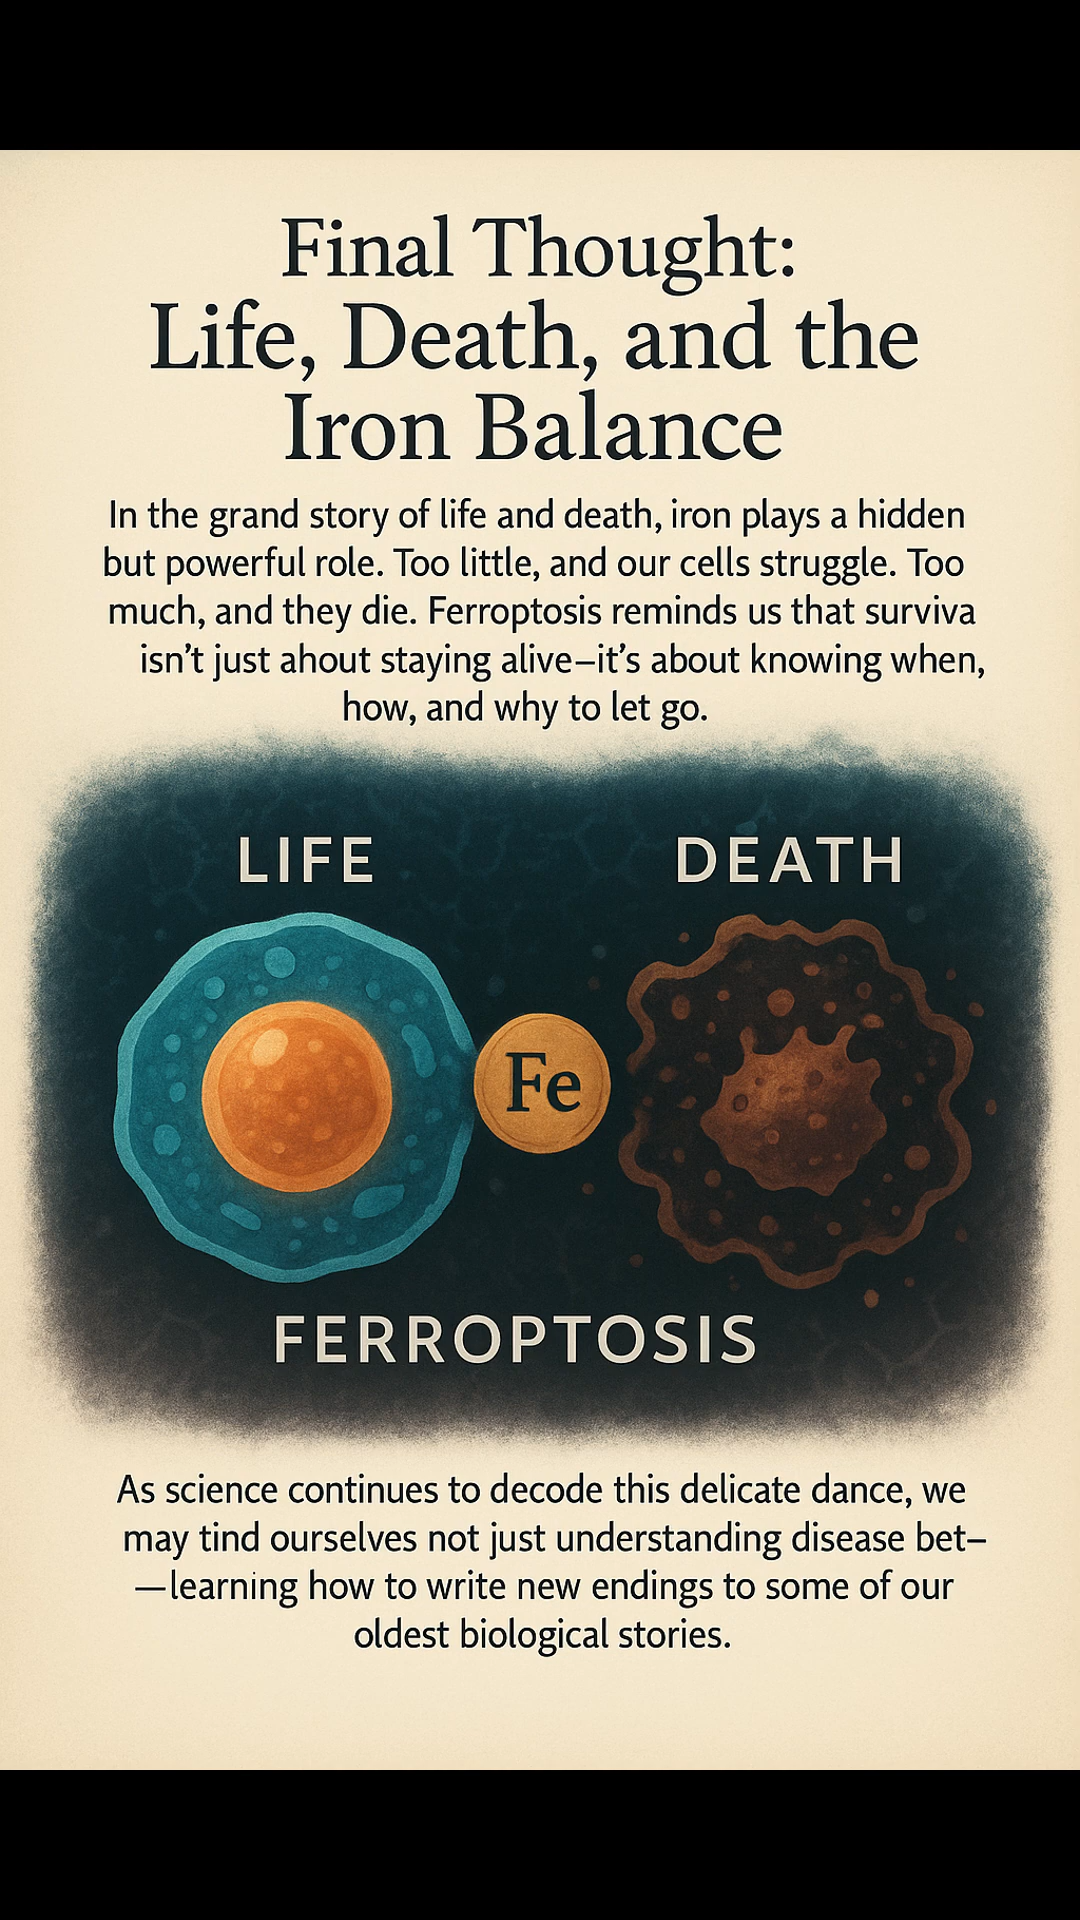 Final Thought:
Life, Death, and the
Iron Balance
In the grand story of life and death, iron plays a hidden
but powerful role. Too little, and our cells struggle. Too
much, and they die. Ferroptosis reminds us that surviva
isn't just ahout staying alive–it's about knowing when,
how, and why to let go.
LIFE
DEATH
Fe
FERROPTOSIS
As science continues to decode this delicate dance, we
may tind ourselves not just understanding disease bet–
—learning how to write new endings to some of our
oldest biological stories.